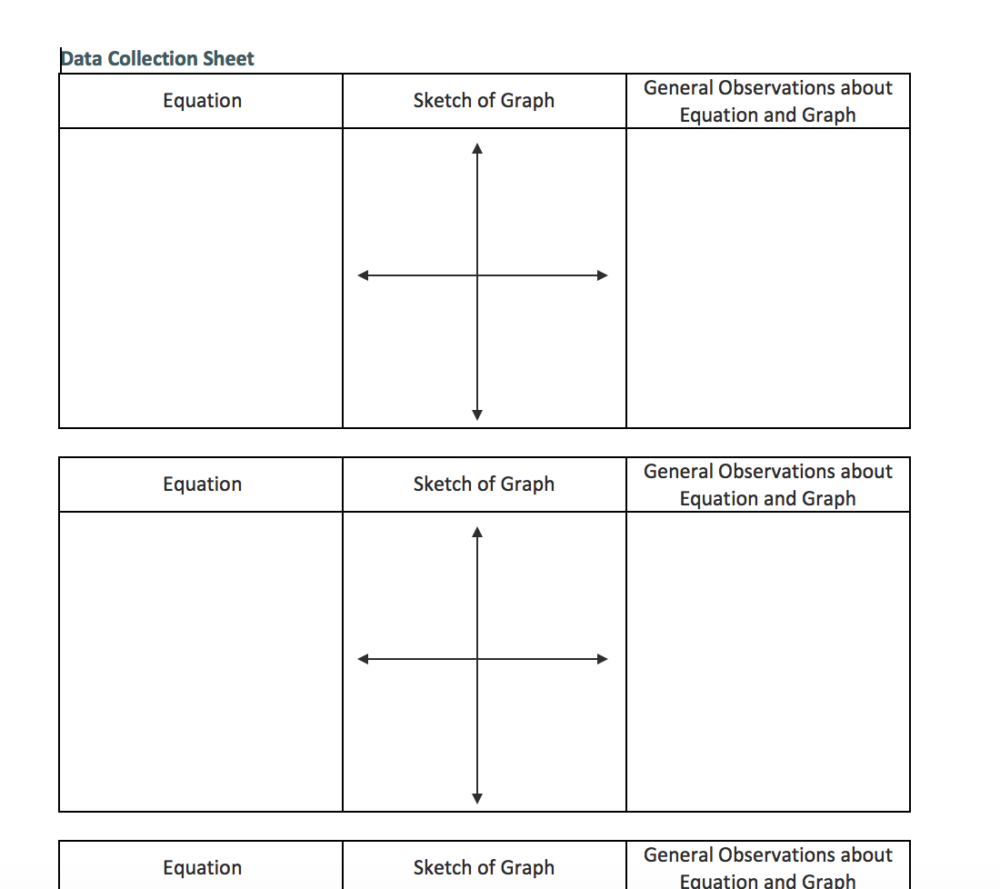 Data Collection Sheet
Equation
Sketch of Graph
General Observations about
Equation and Graph
Equation
Sketch of Graph
General Observations about
Equation and Graph
Equation
Sketch of Graph
General Observations about
Equation and Graph